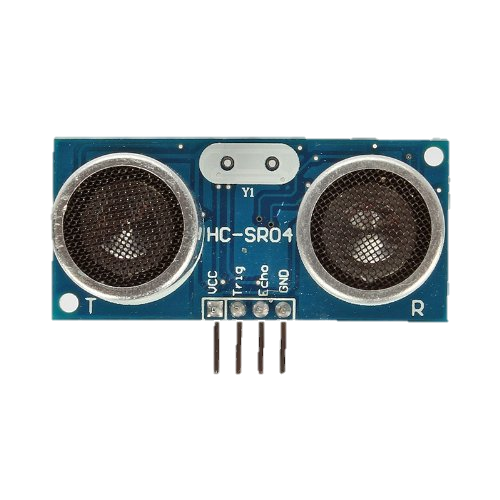 Y1
HC-SR04
VCC
Trig
Echo
GND
T
R